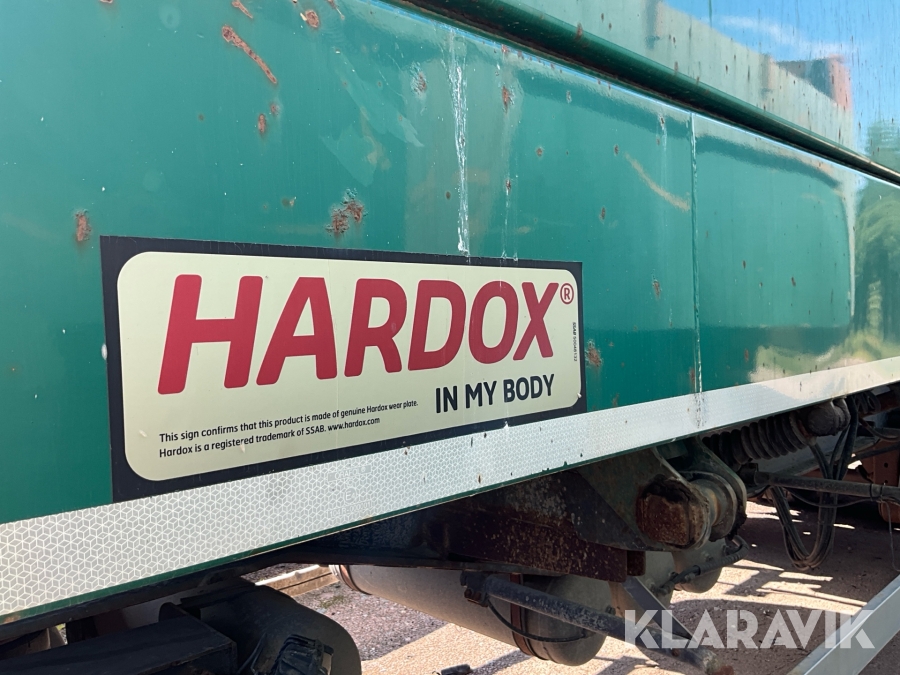 HARDOX®
IN MY BODY
This sign confirms that this product is made of genuine Hardox wear plate.
Hardox is a registered trademark of SSAB. www.hardox.com
KLARAVIK